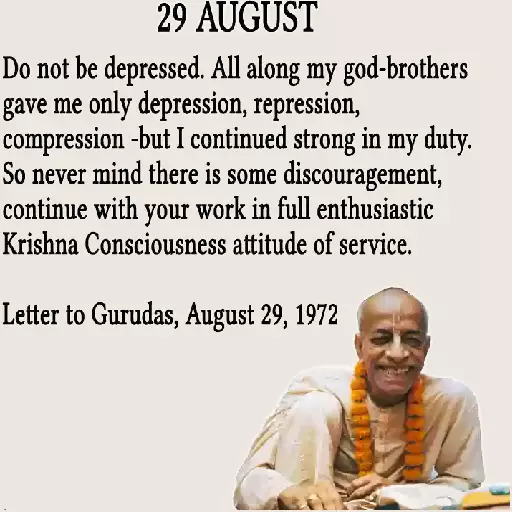 29 AUGUST
Do not be depressed. All along my god-brothers
gave me only depression, repression,
compression -but I continued strong in my duty.
So never mind there is some discouragement,
continue with your work in full enthusiastic
Krishna Consciousness attitude of service.
Letter to Gurudas, August 29, 1972